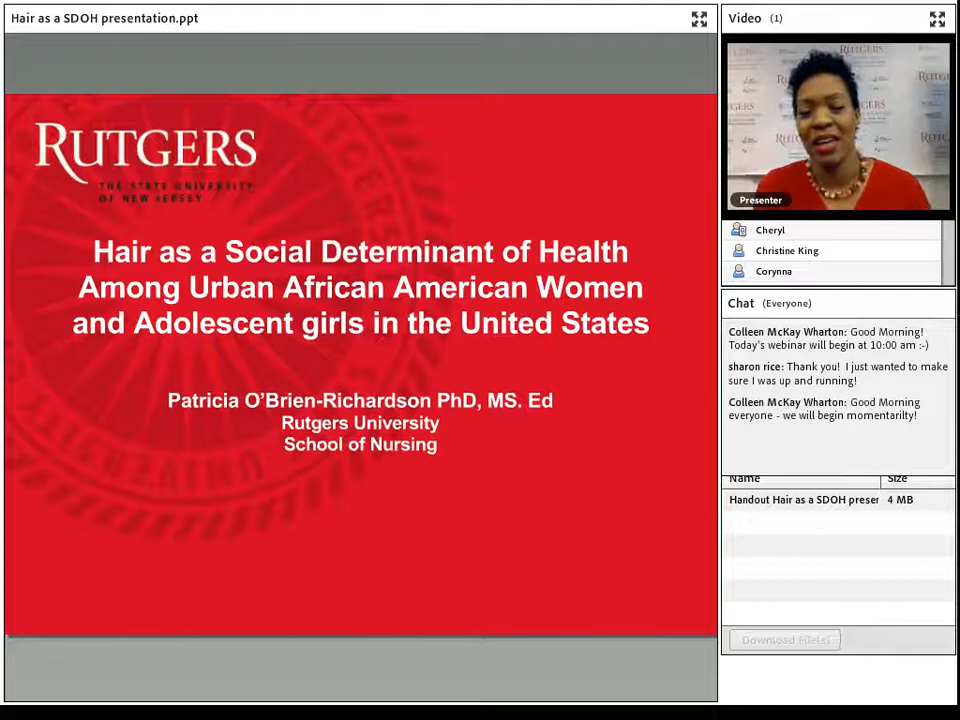 Hair as a SDOH presentation.ppt
RUTGERS
THE STATE UNIVERSITY
OF NEW JERSEY
Hair as a Social Determinant of Health
Among Urban African American Women
and Adolescent girls in the United States
Patricia O'Brien-Richardson PhD, MS. Ed
Rutgers University
School of Nursing
Video (1)
RUTGERS
Presenter
Cheryl
Christine King
Corynna
Chat (Everyone)
Colleen McKay Wharton: Good Morning!
Today's webinar will begin at 10:00 am :-)
sharon rice: Thank you! I just wanted to make
sure I was up and running!
Colleen McKay Wharton: Good Morning
everyone - we will begin momentarilty!
Name Size
Handout Hair as a SDOH preser 4 MB
Download File(s)